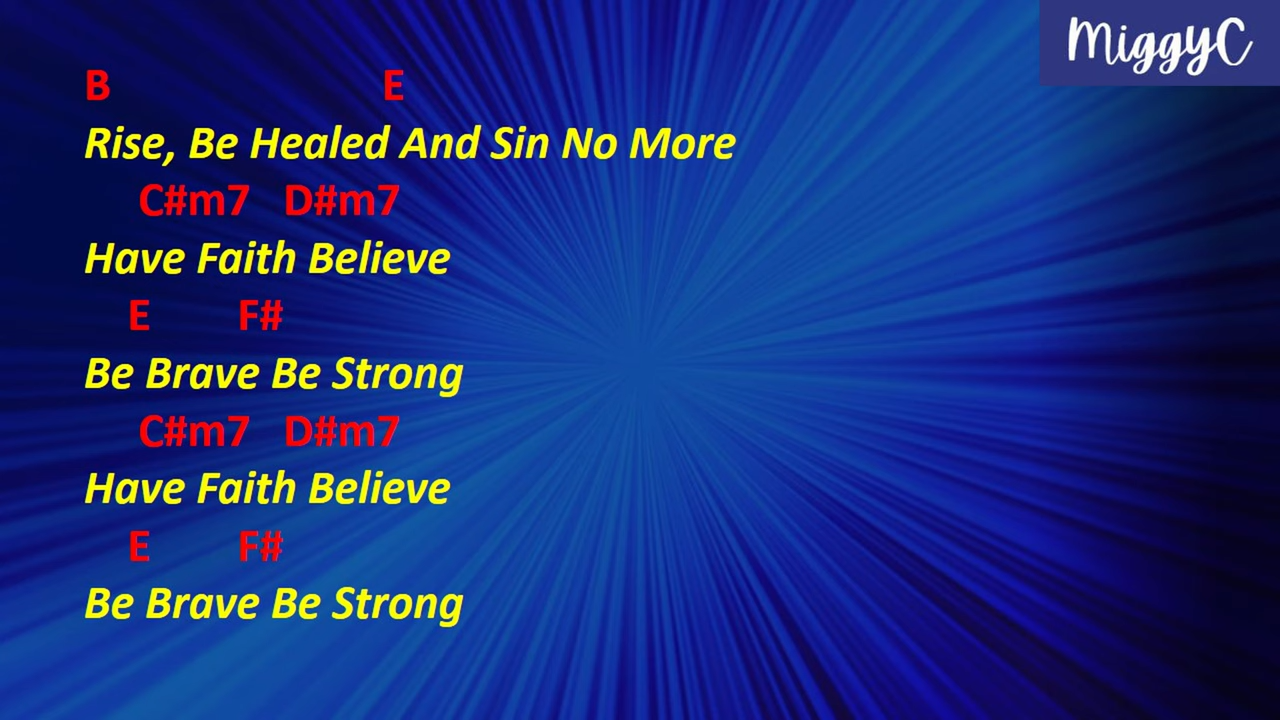 MiggyC
B E
Rise, Be Healed And Sin No More
C#m7 D#m7
Have Faith Believe
E F#
Be Brave Be Strong
C#m7 D#m7
Have Faith Believe
E F#
Be Brave Be Strong